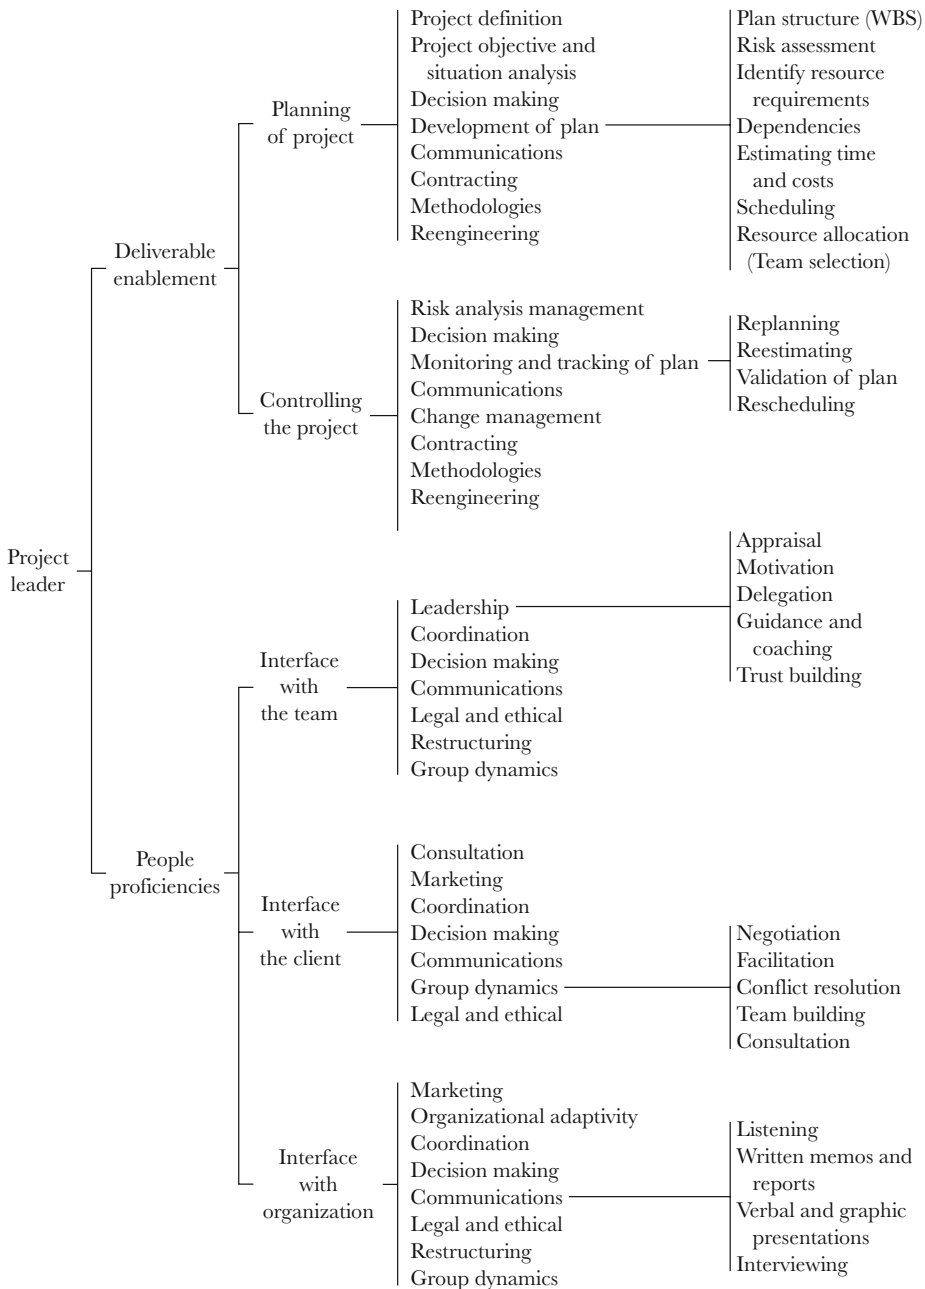 Project
leader
Deliverable
enablement
Planning
of project
Project definition
Project objective and
situation analysis
Decision making
Development of plan
Communications
Contracting
Methodologies
Reengineering
Plan structure (WBS)
Risk assessment
Identify resource
requirements
Dependencies
Estimating time
and costs
Scheduling
Resource allocation
(Team selection)
Controlling
the project
Risk analysis management
Decision making
Monitoring and tracking of plan
Communications
Change management
Contracting
Methodologies
Reengineering
Replanning
Reestimating
Validation of plan
Rescheduling
People
proficiencies
Interface
with
the team
Leadership
Coordination
Decision making
Communications
Legal and ethical
Restructuring
Group dynamics
Appraisal
Motivation
Delegation
Guidance and
coaching
Trust building
Interface
with
the client
Consultation
Marketing
Coordination
Decision making
Communications
Group dynamics
Legal and ethical
Negotiation
Facilitation
Conflict resolution
Team building
Consultation
Interface
with
organization
Marketing
Organizational adaptivity
Coordination
Decision making
Communications
Legal and ethical
Restructuring
Group dynamics
Listening
Written memos and
reports
Verbal and graphic
presentations
Interviewing